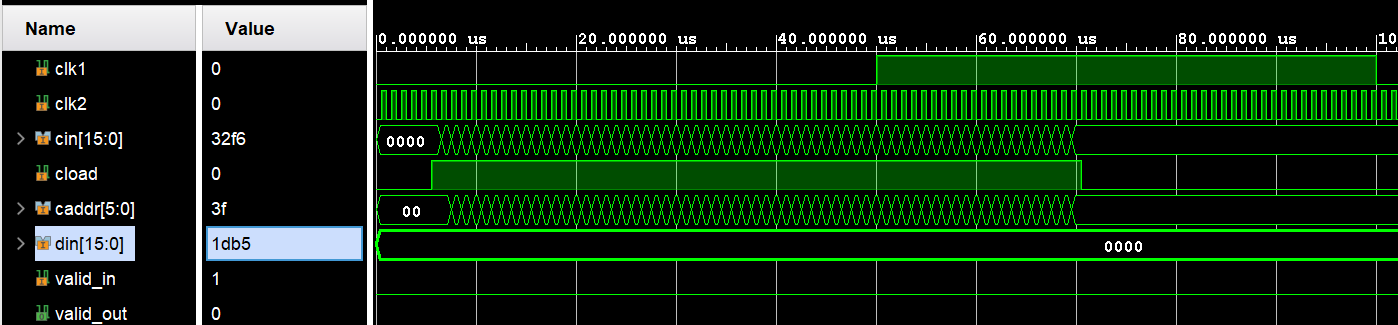 Name Value
0.000000 us 20.000000 us 40.000000 us 60.000000 us 80.000000 us 10
clk1 0
clk2 0
cin[15:0] 32f6 0000
cload 0
caddr[5:0] 3f 00
din[15:0] 1db5 0000
valid_in 1
valid_out 0